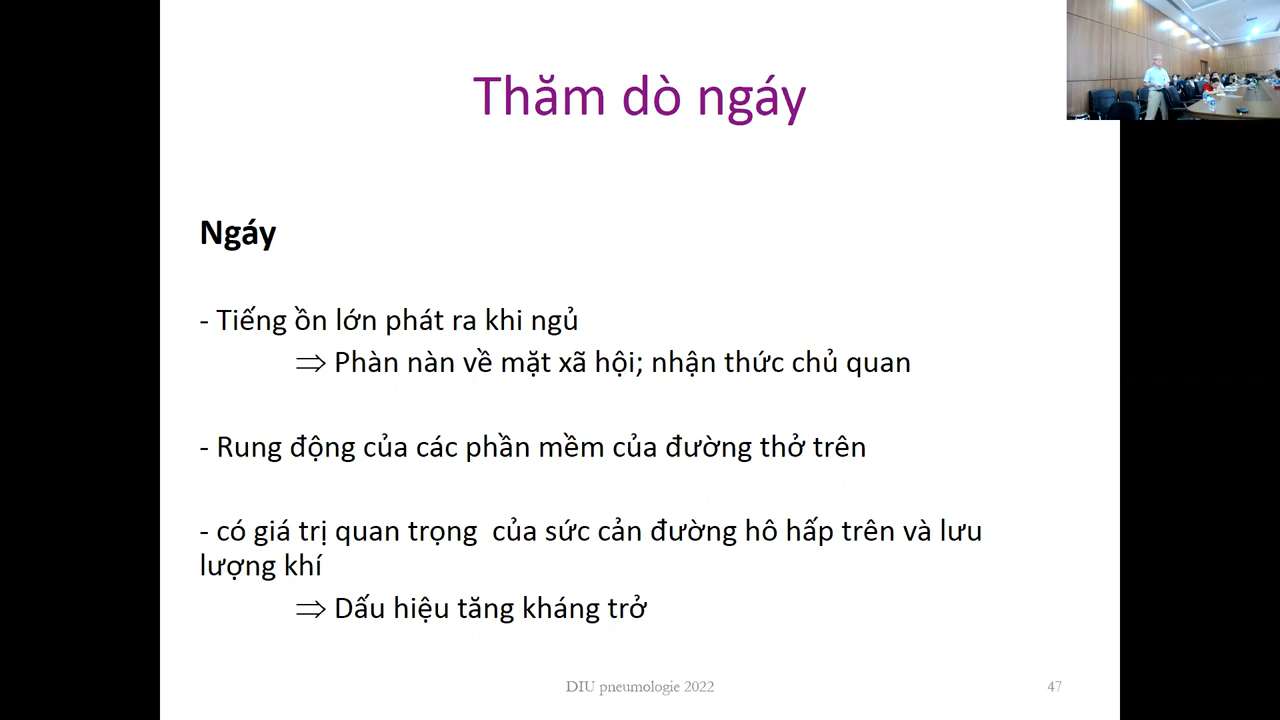 Thăm dò ngáy
Ngáy
- Tiếng ồn lớn phát ra khi ngủ
⇒ Phàn nàn về mặt xã hội; nhận thức chủ quan
- Rung động của các phần mềm của đường thở trên
- có giá trị quan trọng  của sức cản đường hô hấp trên và lưu
lượng khí
⇒ Dấu hiệu tăng kháng trở
DIU pneumologie 2022
47